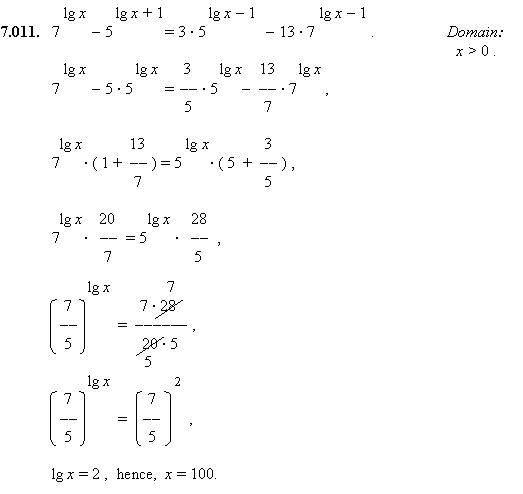 7.011. 7^(lg x) – 5^(lg x + 1) = 3 · 5^(lg x – 1) – 13 · 7^(lg x – 1) . Domain:
x > 0 .
7^(lg x) – 5 · 5^(lg x) = 3/5 · 5^(lg x) – 13/7 · 7^(lg x) ,
7^(lg x) · ( 1 + 13/7 ) = 5^(lg x) · ( 5 + 3/5 ) ,
7^(lg x) · 20/7 = 5^(lg x) · 28/5 ,
(7/5)^(lg x) = 7 · 28 7 / 20 · 5 5 ,
(7/5)^(lg x) = (7/5)^2 ,
lg x = 2 , hence, x = 100.